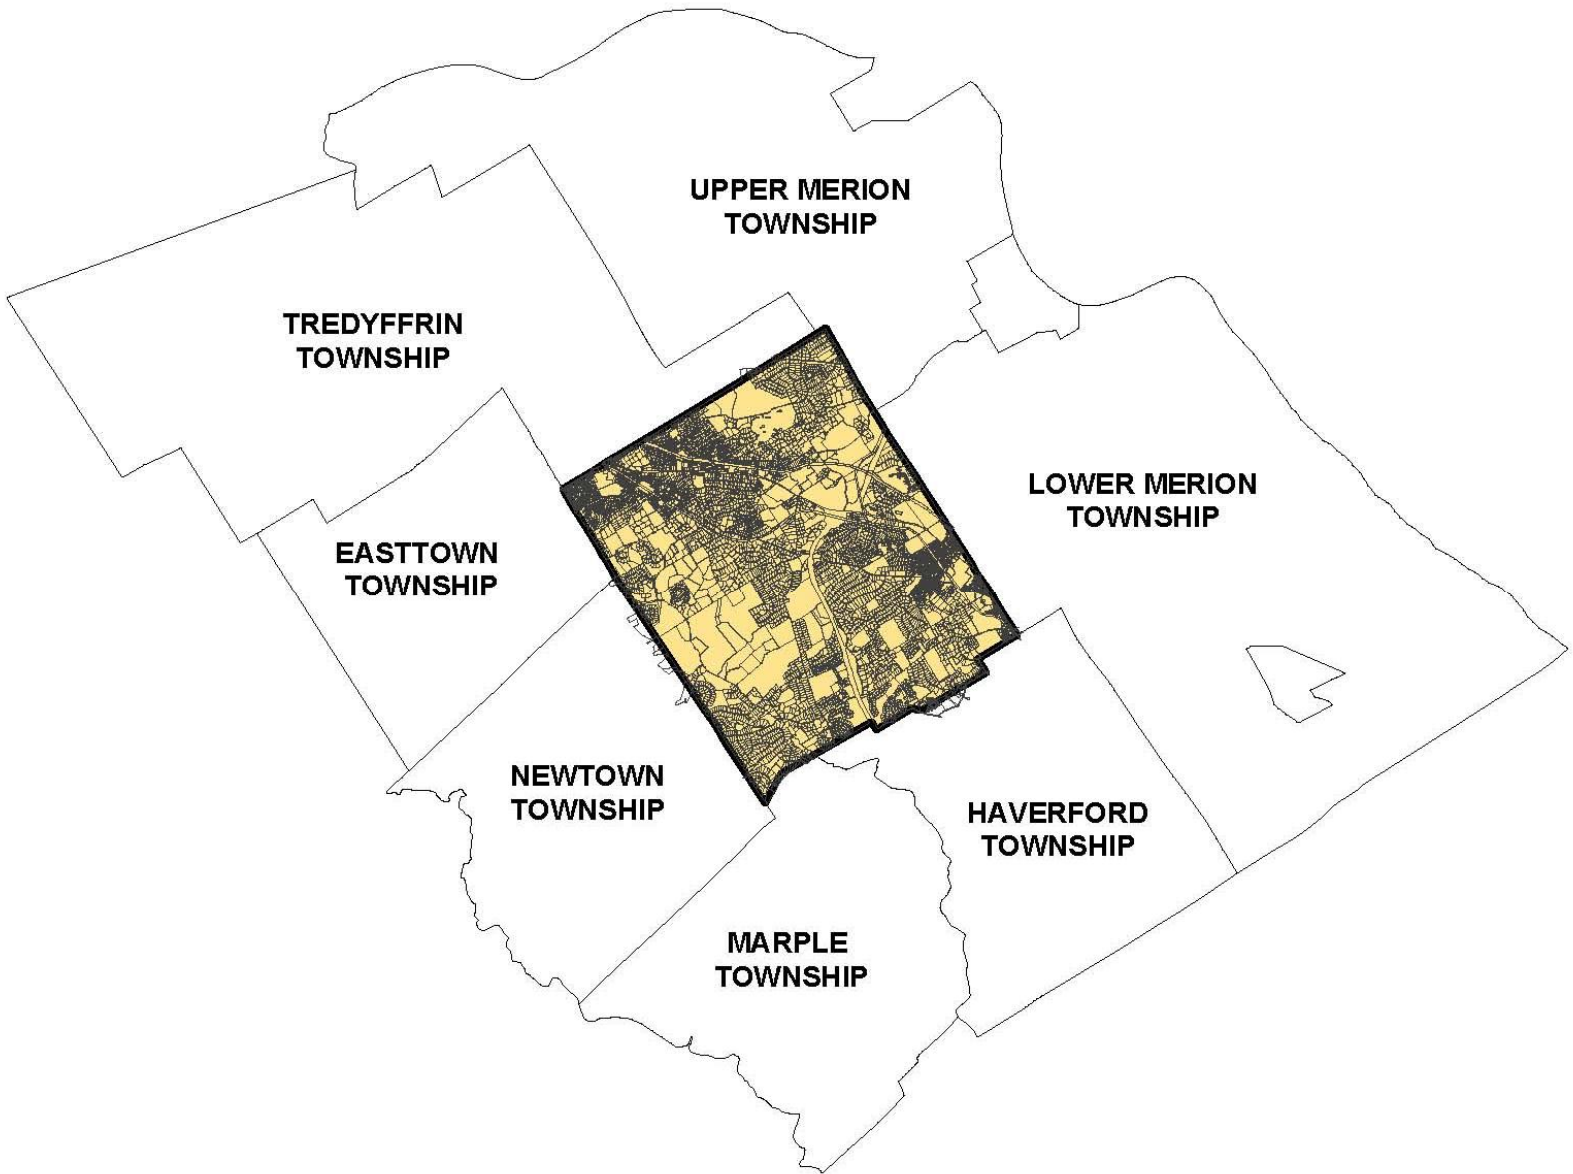 UPPER MERION
TOWNSHIP
TREDYFFRIN
TOWNSHIP
LOWER MERION
TOWNSHIP
EASTTOWN
TOWNSHIP
NEWTOWN
TOWNSHIP
HAVERFORD
TOWNSHIP
MARPLE
TOWNSHIP